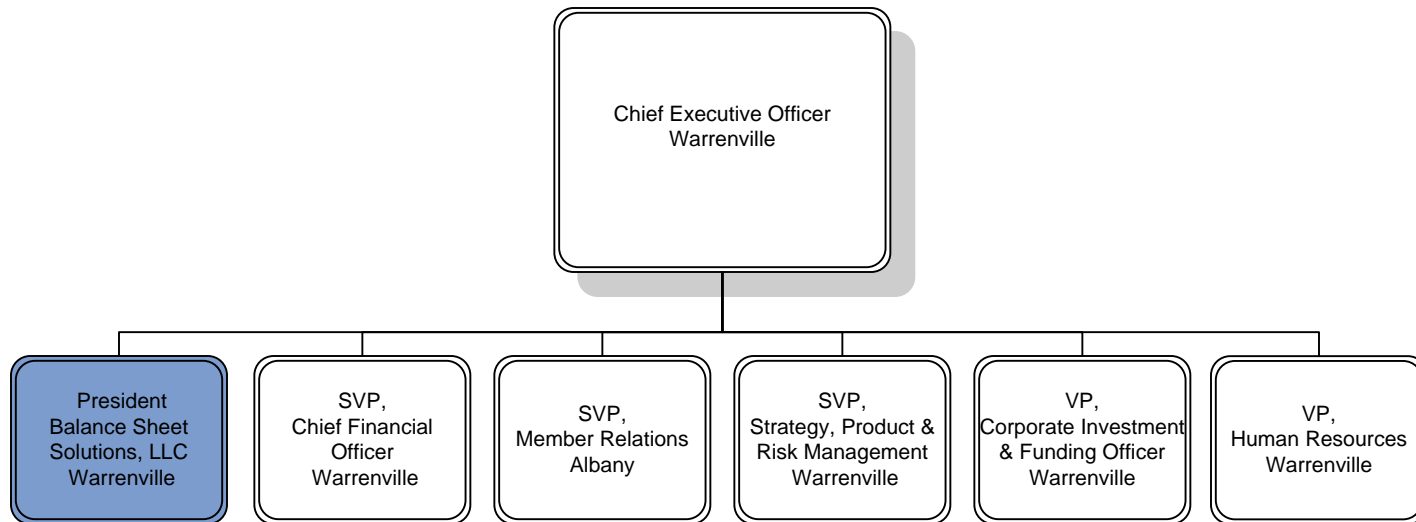 Chief Executive Officer
Warrenville
President
Balance Sheet
Solutions, LLC
Warrenville
SVP,
Chief Financial
Officer
Warrenville
SVP,
Member Relations
Albany
SVP,
Strategy, Product &
Risk Management
Warrenville
VP,
Corporate Investment
& Funding Officer
Warrenville
VP,
Human Resources
Warrenville